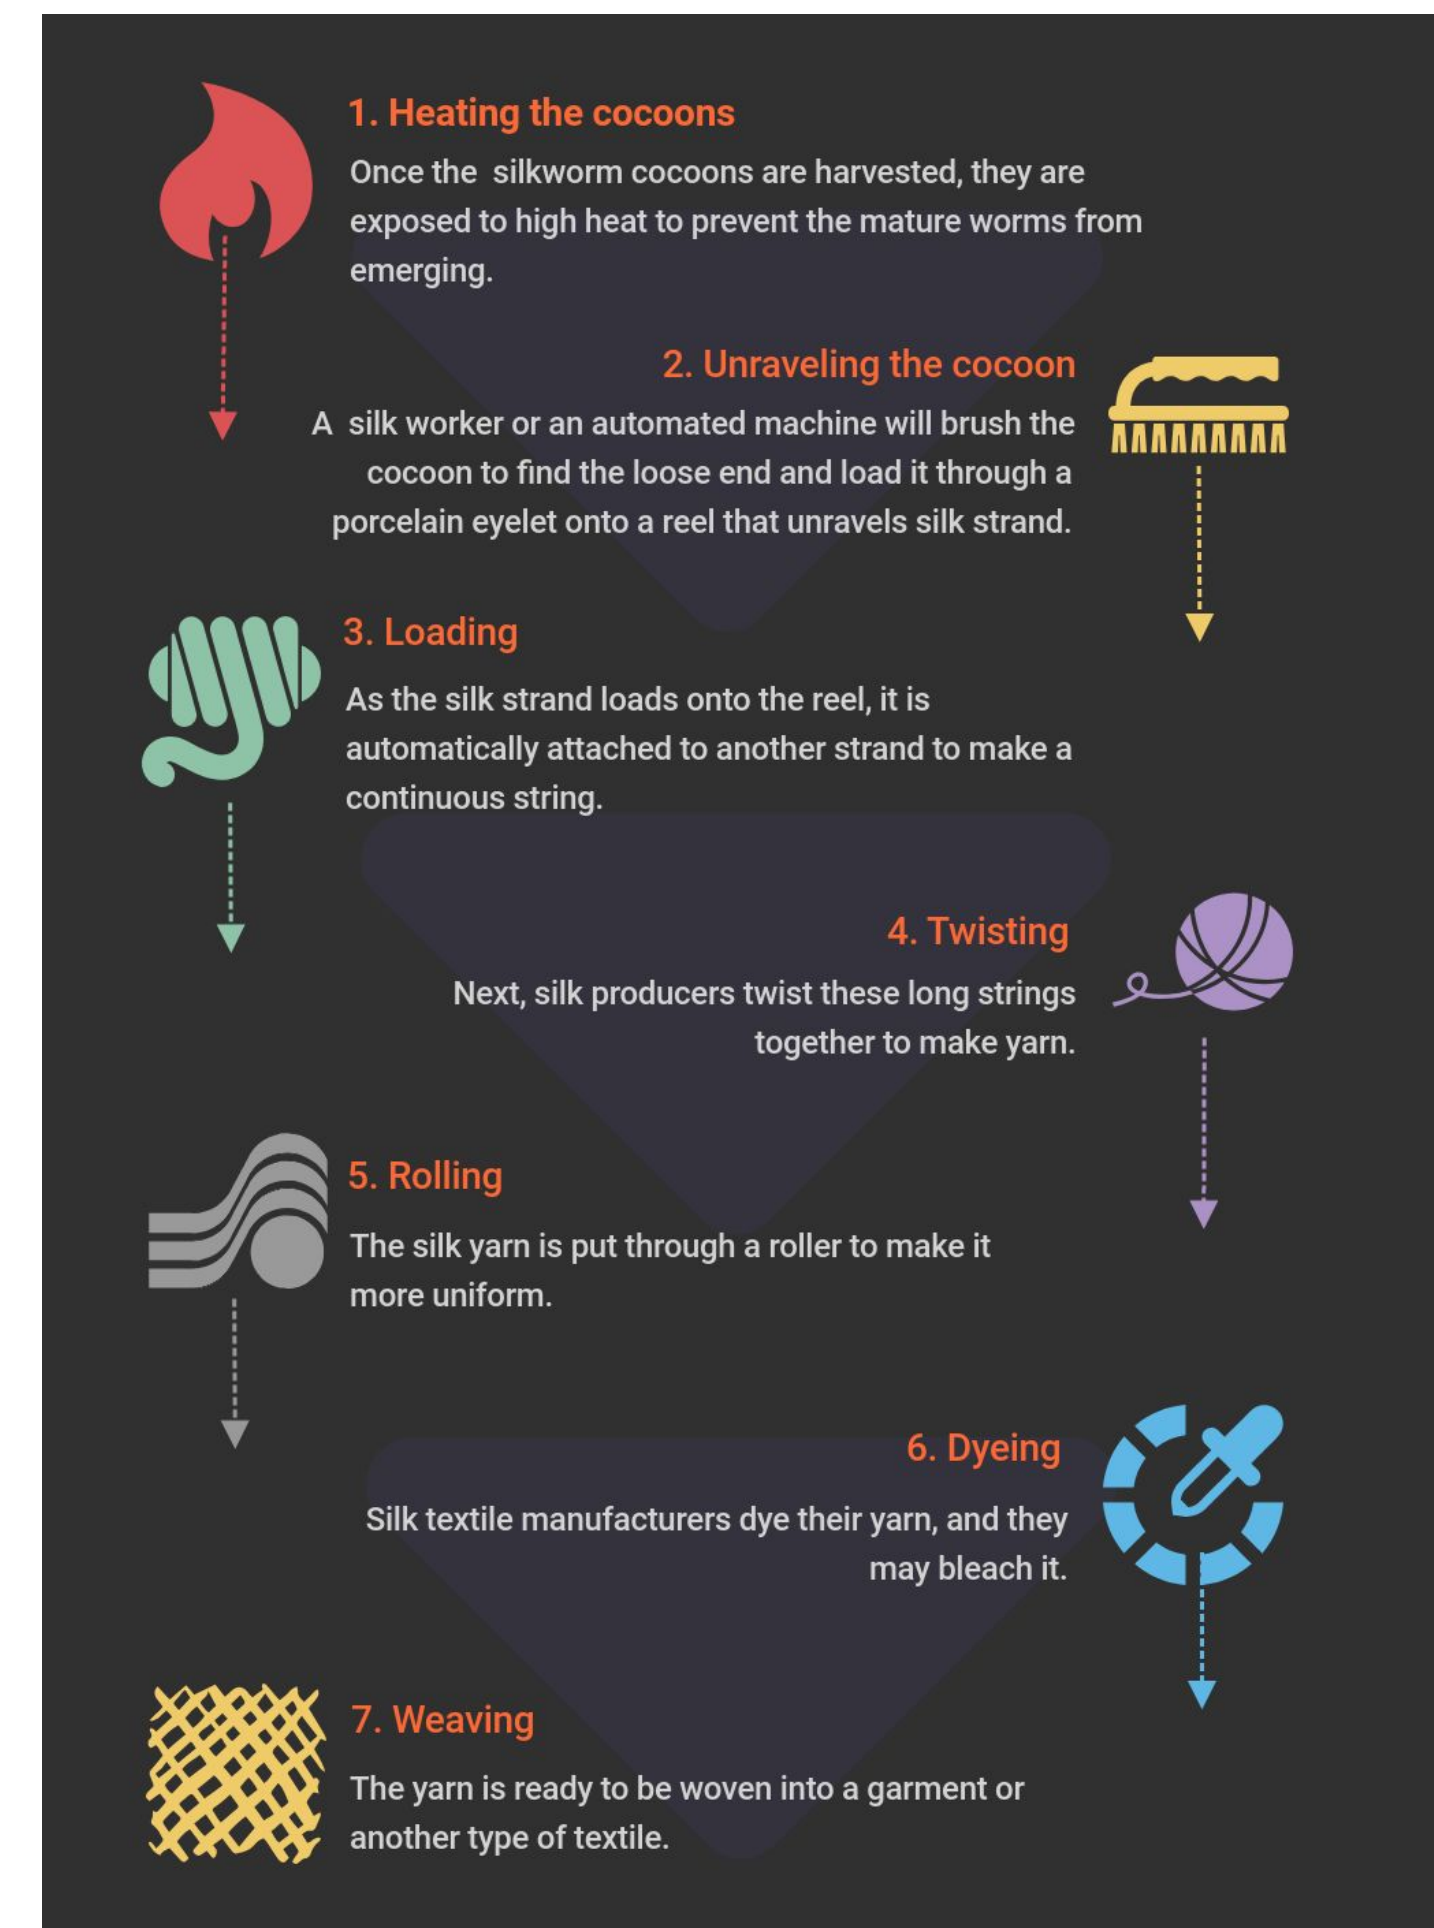 1. Heating the cocoons
Once the silkworm cocoons are harvested, they are
exposed to high heat to prevent the mature worms from
emerging.
2. Unraveling the cocoon
A silk worker or an automated machine will brush the
cocoon to find the loose end and load it through a
porcelain eyelet onto a reel that unravels silk strand.
3. Loading
As the silk strand loads onto the reel, it is
automatically attached to another strand to make a
continuous string.
4. Twisting
Next, silk producers twist these long strings
together to make yarn.
5. Rolling
The silk yarn is put through a roller to make it
more uniform.
6. Dyeing
Silk textile manufacturers dye their yarn, and they
may bleach it.
7. Weaving
The yarn is ready to be woven into a garment or
another type of textile.